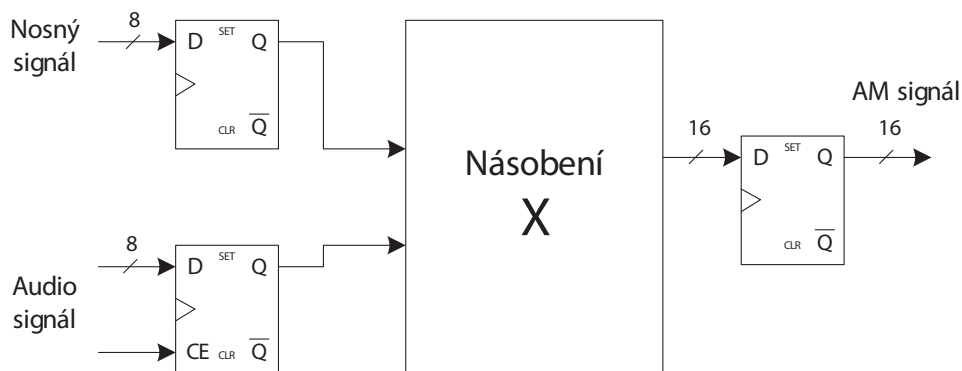 Nosný
signál
8
D SET Q
CLR Q
Audio
signál
8
D SET Q
CE CLR Q
Násobení
X
16
D SET Q
CLR Q
AM signál
16